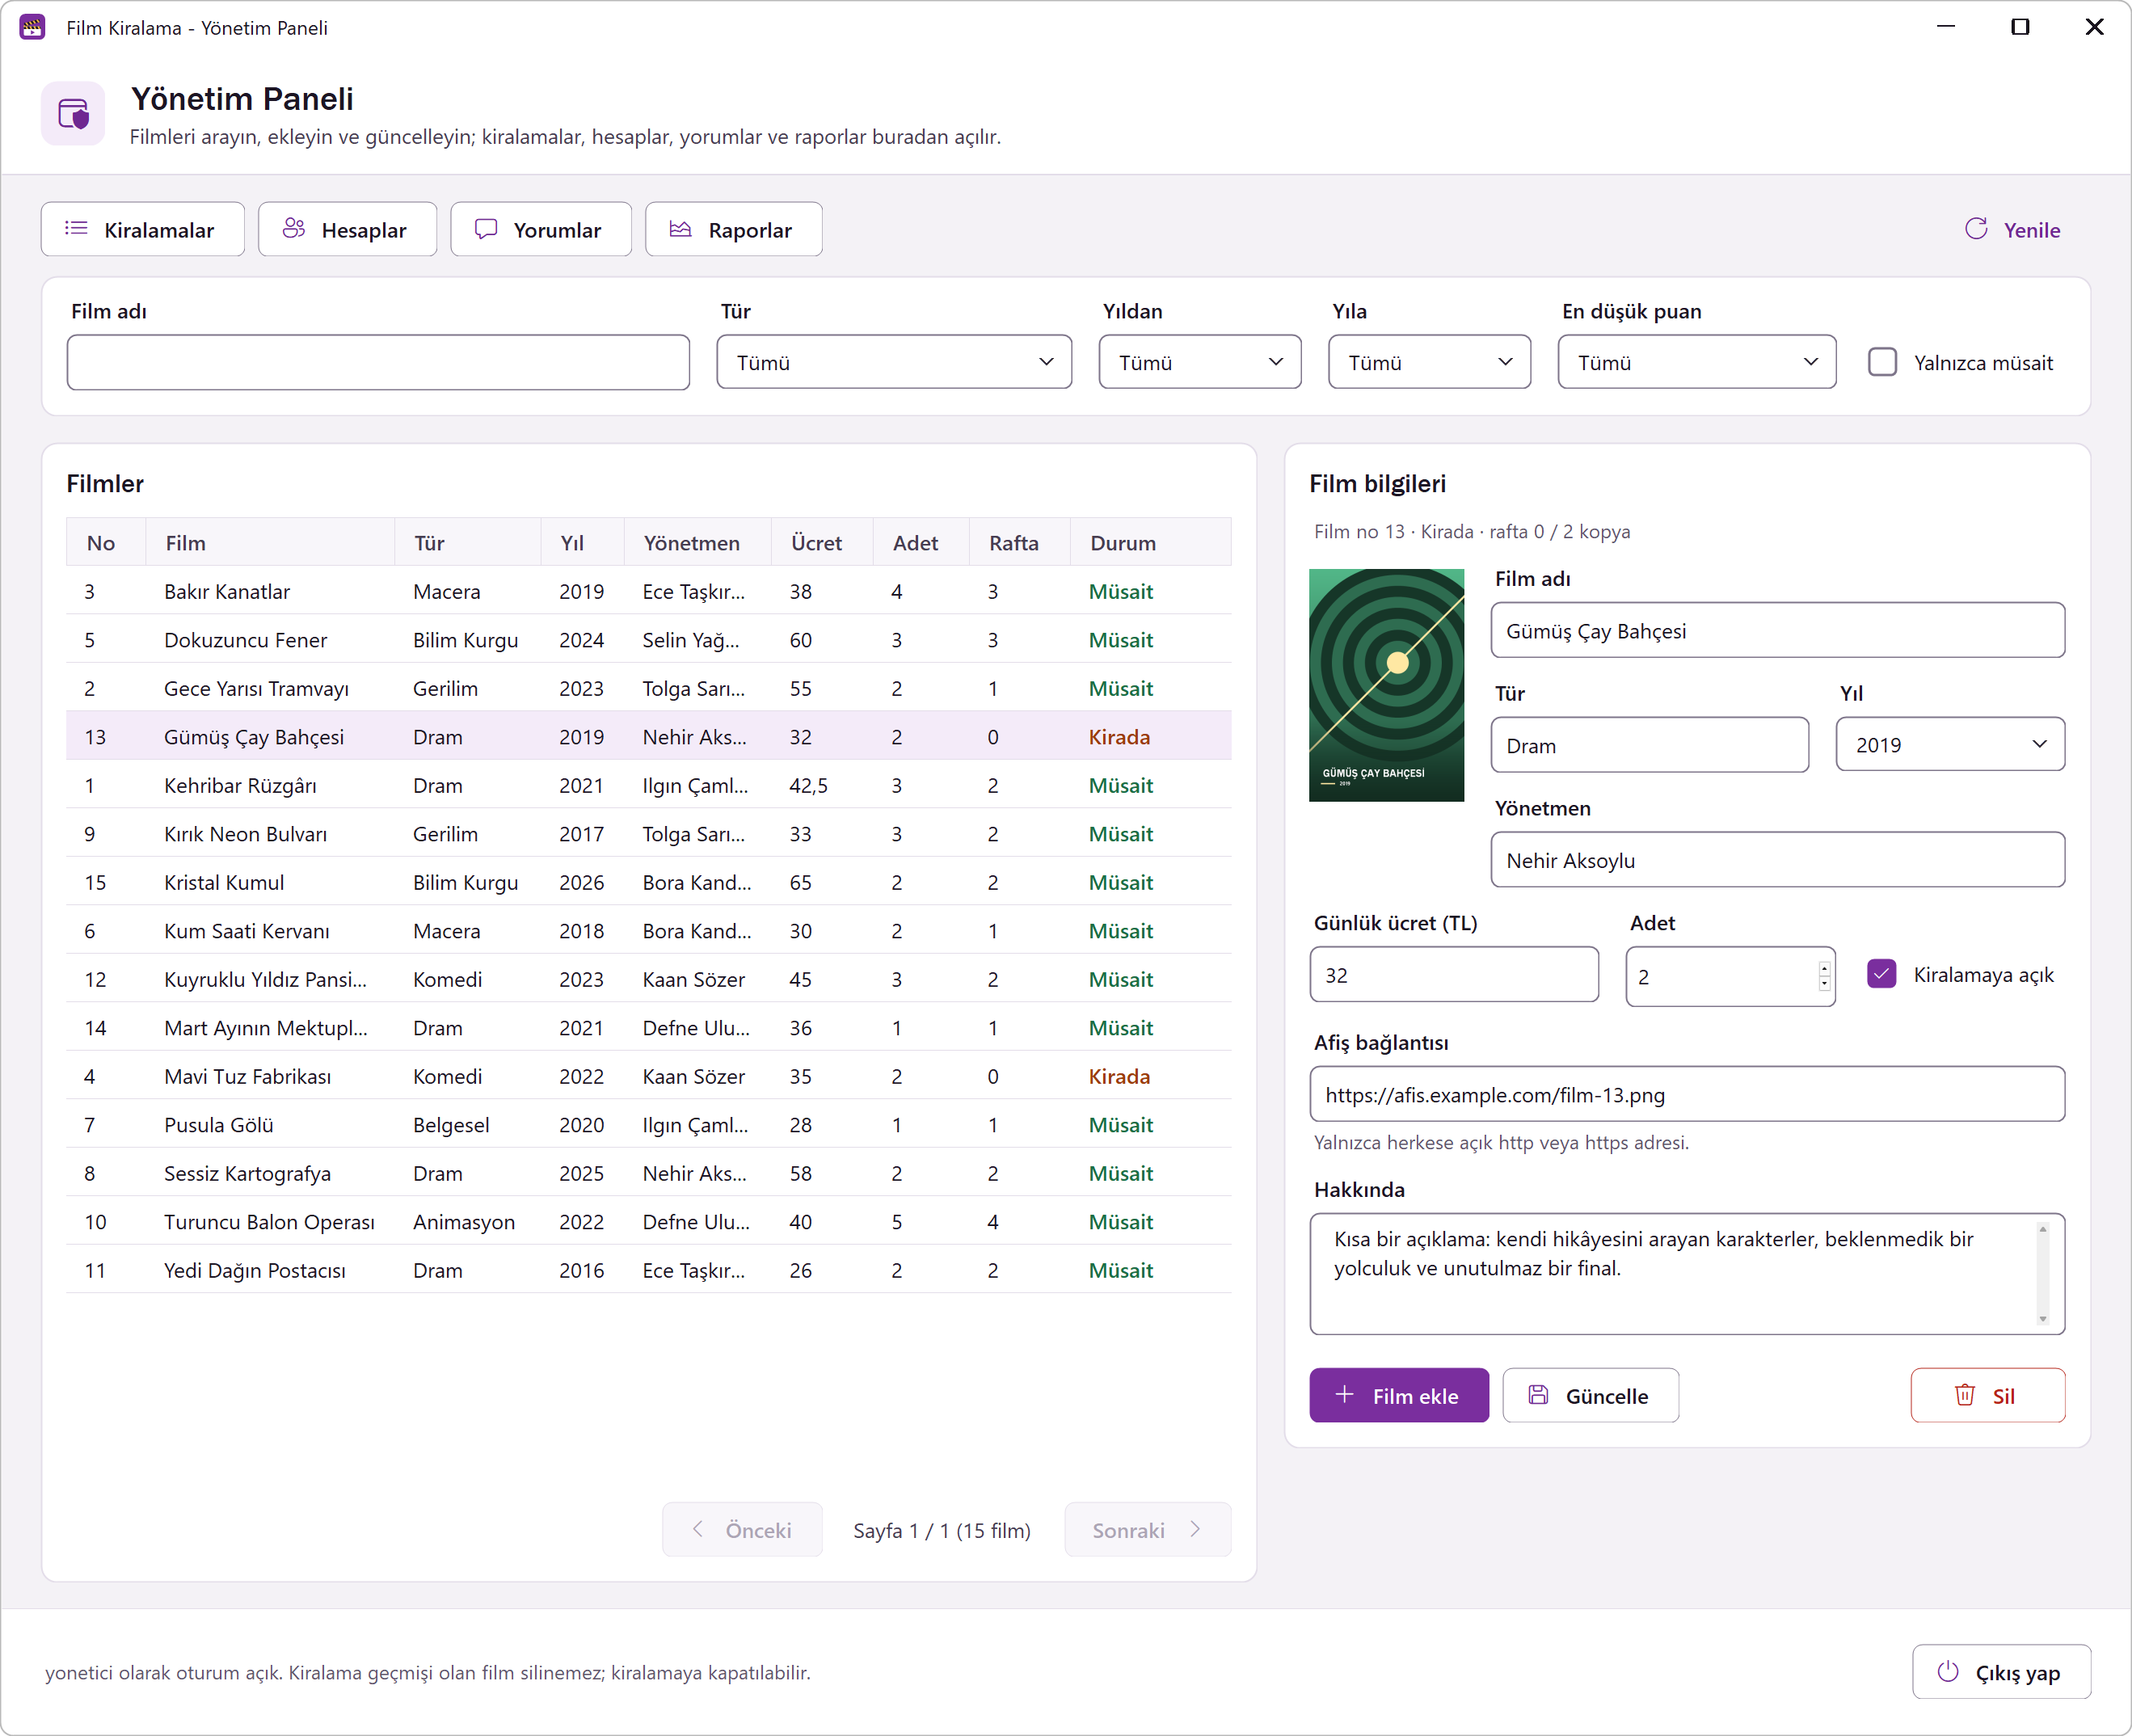 Film Kiralama - Yönetim Paneli
Yönetim Paneli
Filmleri arayın, ekleyin ve güncelleyin; kiralamalar, hesaplar, yorumlar ve raporlar buradan açılır.
Kiralamalar Hesaplar Yorumlar Raporlar Yenile
Film adı Tür Yıldan Yıla En düşük puan
Tümü Tümü Tümü Tümü Yalnızca müsait
Filmler
No Film Tür Yıl Yönetmen Ücret Adet Rafta Durum
3 Bakır Kanatlar Macera 2019 Ece Taşkır... 38 4 3 Müsait
5 Dokuzuncu Fener Bilim Kurgu 2024 Selin Yağ... 60 3 3 Müsait
2 Gece Yarısı Tramvayı Gerilim 2023 Tolga Sarı... 55 2 1 Müsait
13 Gümüş Çay Bahçesi Dram 2019 Nehir Aks... 32 2 0 Kirada
1 Kehribar Rüzgârı Dram 2021 Ilgın Çaml... 42,5 3 2 Müsait
9 Kırık Neon Bulvarı Gerilim 2017 Tolga Sarı... 33 3 2 Müsait
15 Kristal Kumul Bilim Kurgu 2026 Bora Kand... 65 2 2 Müsait
6 Kum Saati Kervanı Macera 2018 Bora Kand... 30 2 1 Müsait
12 Kuyruklu Yıldız Pansi... Komedi 2023 Kaan Sözer 45 3 2 Müsait
14 Mart Ayının Mektupl... Dram 2021 Defne Ulu... 36 1 1 Müsait
4 Mavi Tuz Fabrikası Komedi 2022 Kaan Sözer 35 2 0 Kirada
7 Pusula Gölü Belgesel 2020 Ilgın Çaml... 28 1 1 Müsait
8 Sessiz Kartografya Dram 2025 Nehir Aks... 58 2 2 Müsait
10 Turuncu Balon Operası Animasyon 2022 Defne Ulu... 40 5 4 Müsait
11 Yedi Dağın Postacısı Dram 2016 Ece Taşkır... 26 2 2 Müsait
Önceki Sayfa 1 / 1 (15 film) Sonraki
Film bilgileri
Film no 13 · Kirada · rafta 0 / 2 kopya
GÜMÜŞ ÇAY BAHÇESİ
2019
Film adı
Gümüş Çay Bahçesi
Tür Yıl
Dram 2019
Yönetmen
Nehir Aksoylu
Günlük ücret (TL) Adet
32 2 Kiralamaya açık
Afiş bağlantısı
https://afis.example.com/film-13.png
Yalnızca herkese açık http veya https adresi.
Hakkında
Kısa bir açıklama: kendi hikâyesini arayan karakterler, beklenmedik bir
yolculuk ve unutulmaz bir final.
Film ekle Güncelle Sil
yonetici olarak oturum açık. Kiralama geçmişi olan film silinemez; kiralamaya kapatılabilir.
Çıkış yap